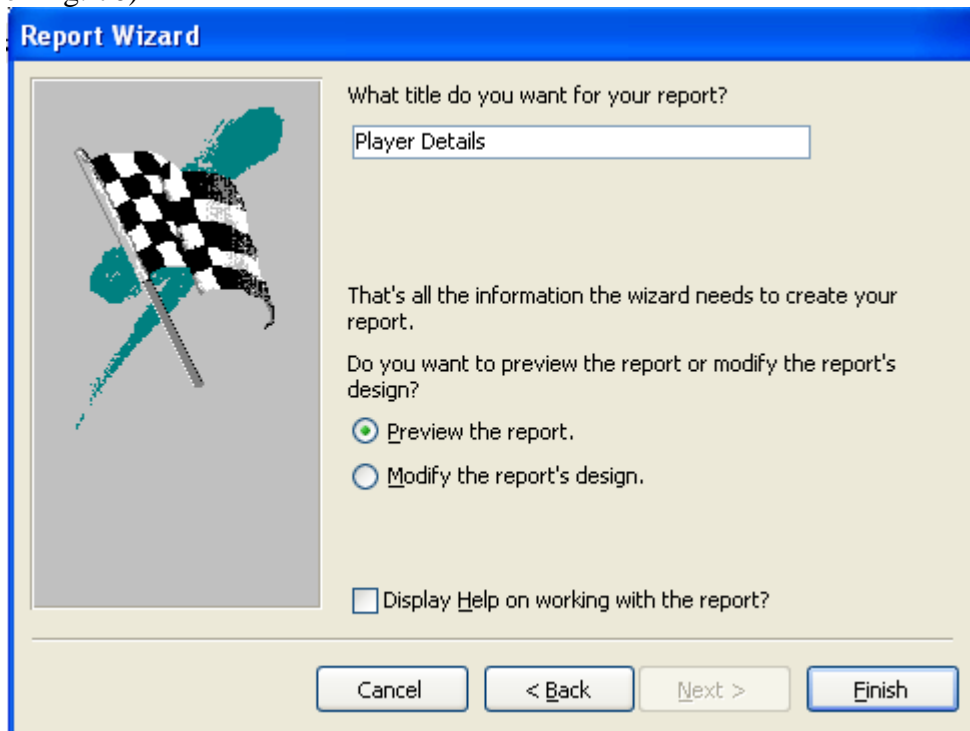 Report Wizard
What title do you want for your report?
Player Details
That's all the information the wizard needs to create your
report.
Do you want to preview the report or modify the report's
design?
Preview the report.
Modify the report's design.
Display Help on working with the report?
Cancel
< Back
Next >
Finish